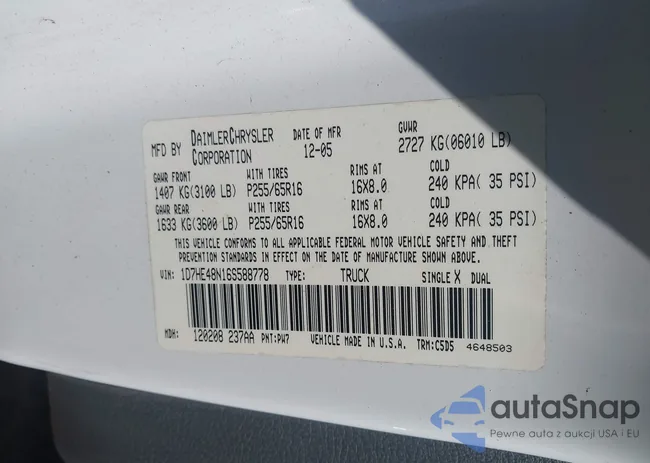 MFD BY DAIMLERCHRYSLER CORPORATION DATE OF MFR 12-05 GVWR 2727 KG(06010 LB)
GAWR FRONT WITH TIRES RIMS AT COLD
1407 KG(3100 LB) P255/65R16 16X8.0 240 KPA( 35 PSI)
GAWR REAR WITH TIRES RIMS AT COLD
1633 KG(3600 LB) P255/65R16 16X8.0 240 KPA( 35 PSI)
THIS VEHICLE CONFORMS TO ALL APPLICABLE FEDERAL MOTOR VEHICLE SAFETY AND THEFT
PREVENTION STANDARDS IN EFFECT ON THE DATE OF MANUFACTURE SHOWN ABOVE.
VIN: 1D7HE48N16S588778 TYPE: TRUCK SINGLE X DUAL
MDH: 120208 237AA PNT:PW7 VEHICLE MADE IN U.S.A. TRM:C5D5 4648503
autaSnap
Pewne auta z aukcji USA i EU